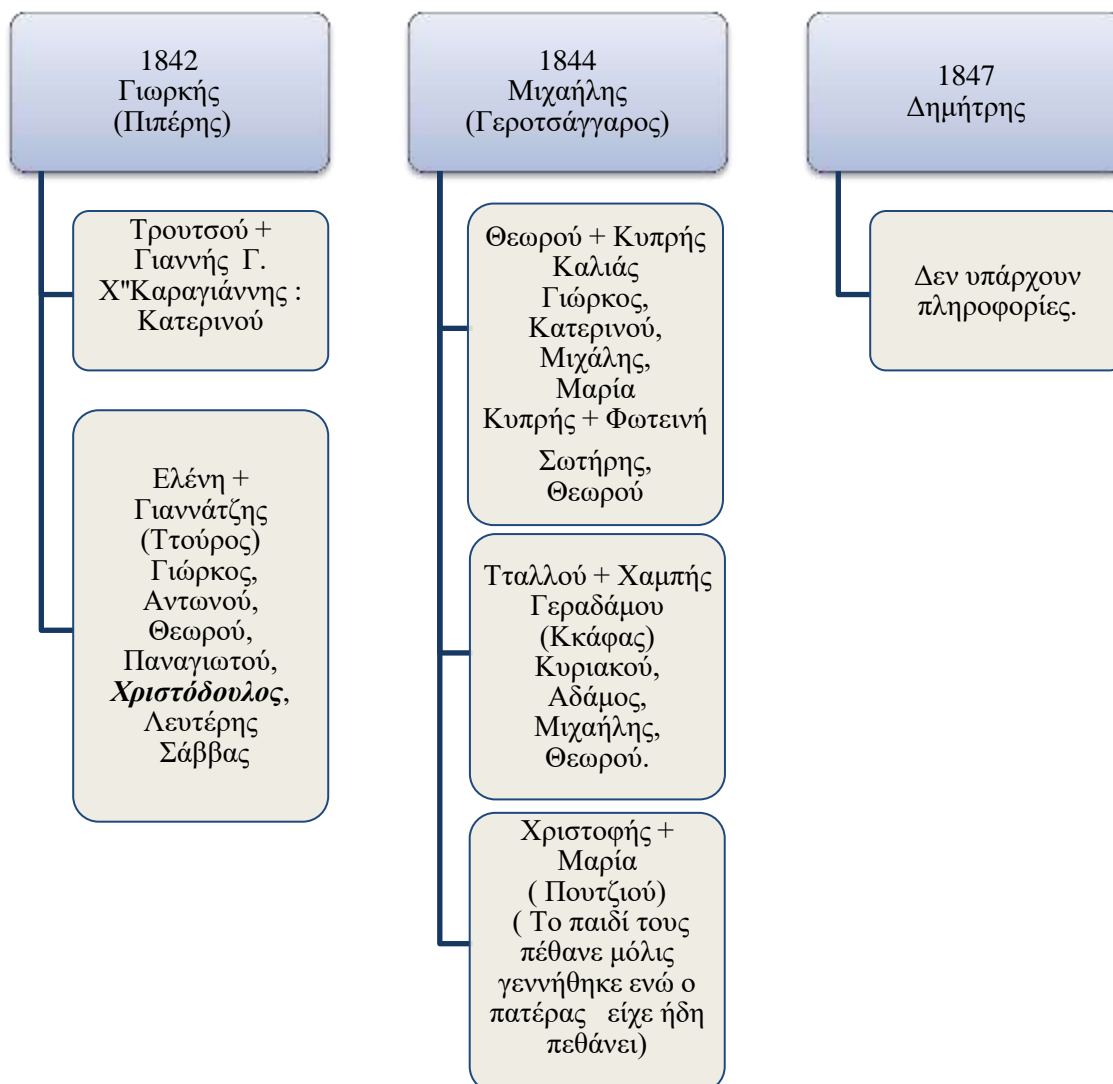 1842
Γιωρκής
(Πιπέρης)
Τρουτσού +
Γιαννής Γ.
Χ"Καραγιάννης :
Κατερινού
Ελένη +
Γιαννάτζης
(Ττούρος)
Γιώρκος,
Αντωνού,
Θεωρού,
Παναγιωτού,
Χριστόδουλος,
Λευτέρης
Σάββας
1844
Μιχαήλης
(Γεροτσάγγαρος)
Θεωρού + Κυπρής
Καλιάς
Γιώρκος,
Κατερινού,
Μιχάλης,
Μαρία
Κυπρής + Φωτεινή
Σωτήρης,
Θεωρού
Τταλλού + Χαμπής
Γεραδάμου
(Κκάφας)
Κυριακού,
Αδάμος,
Μιχαήλης,
Θεωρού.
Χριστοφής +
Μαρία
( Πουτζιού)
( Το παιδί τους
πέθανε μόλις
γεννήθηκε ενώ ο
πατέρας είχε ήδη
πεθάνει)
1847
Δημήτρης
Δεν υπάρχουν
πληροφορίες.